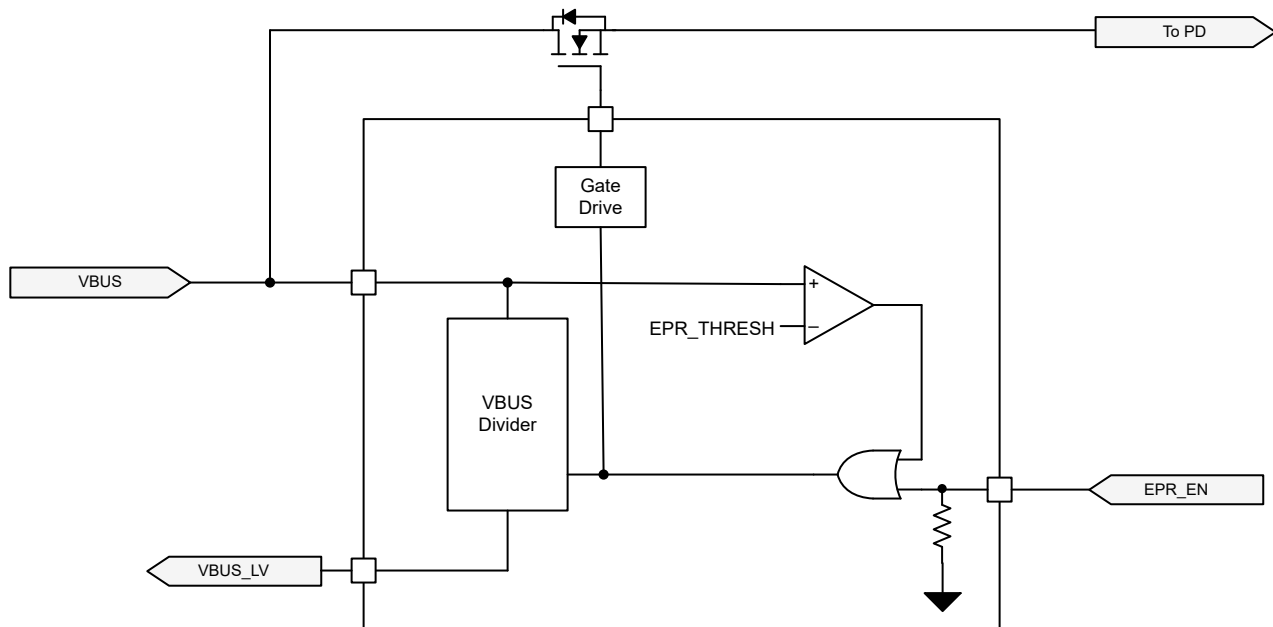 To PD
Gate
Drive
VBUS
+
EPR_THRESH
–
VBUS
Divider
EPR_EN
VBUS_LV